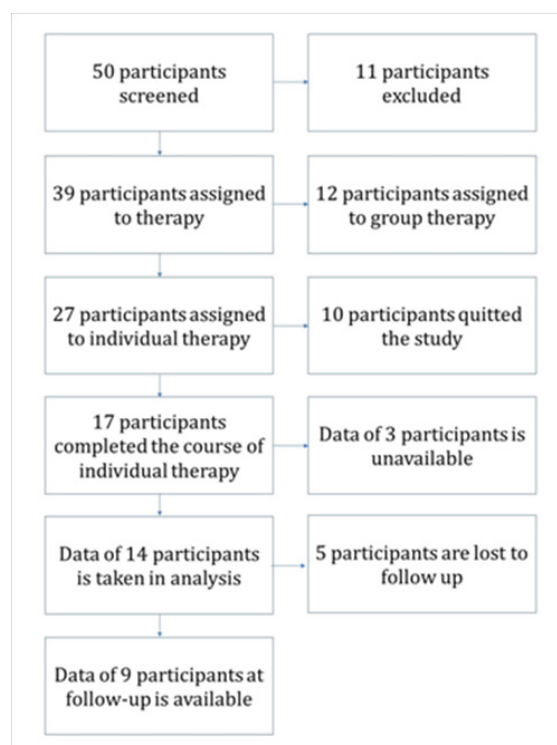 50 participants
screened
11 participants
excluded
39 participants assigned
to therapy
12 participants assigned
to group therapy
27 participants assigned
to individual therapy
10 participants quitted
the study
17 participants
completed the course of
individual therapy
Data of 3 participants is
unavailable
Data of 14 participants
is taken in analysis
5 participants are lost to
follow up
Data of 9 participants at
follow-up is available